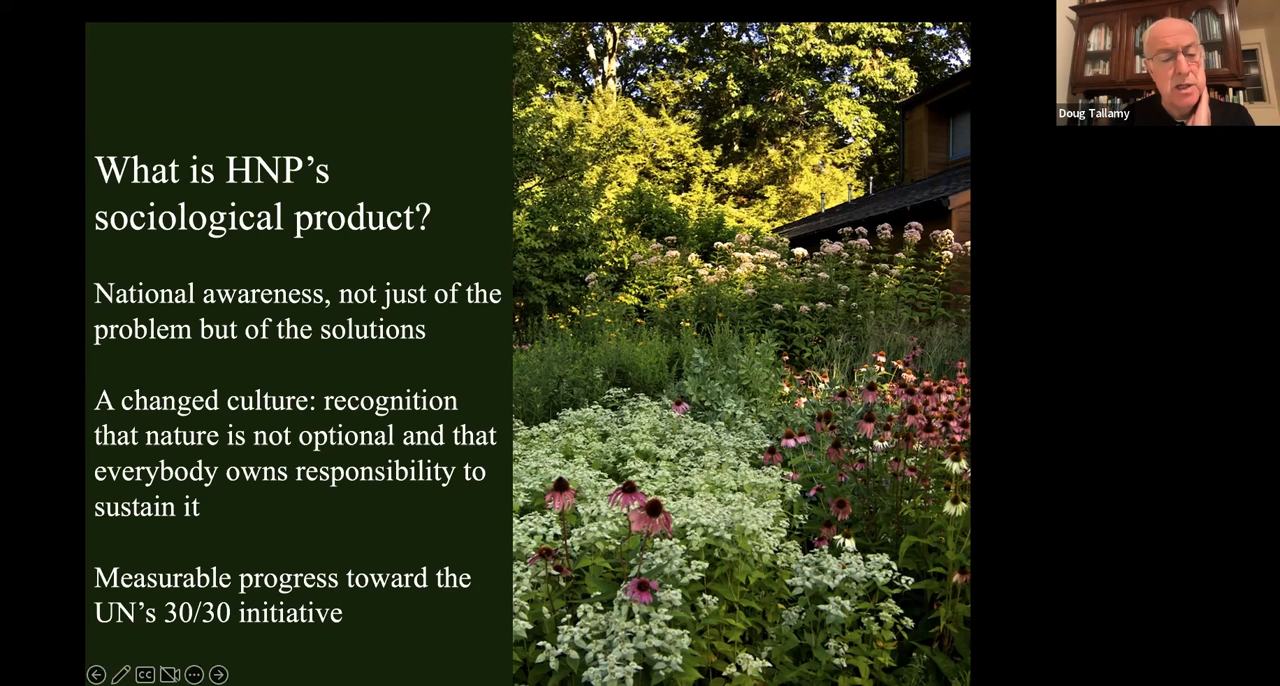 What is HNP’s
sociological product?
National awareness, not just of the
problem but of the solutions
A changed culture: recognition
that nature is not optional and that
everybody owns responsibility to
sustain it
Measurable progress toward the
UN’s 30/30 initiative
CC
Doug Tallamy